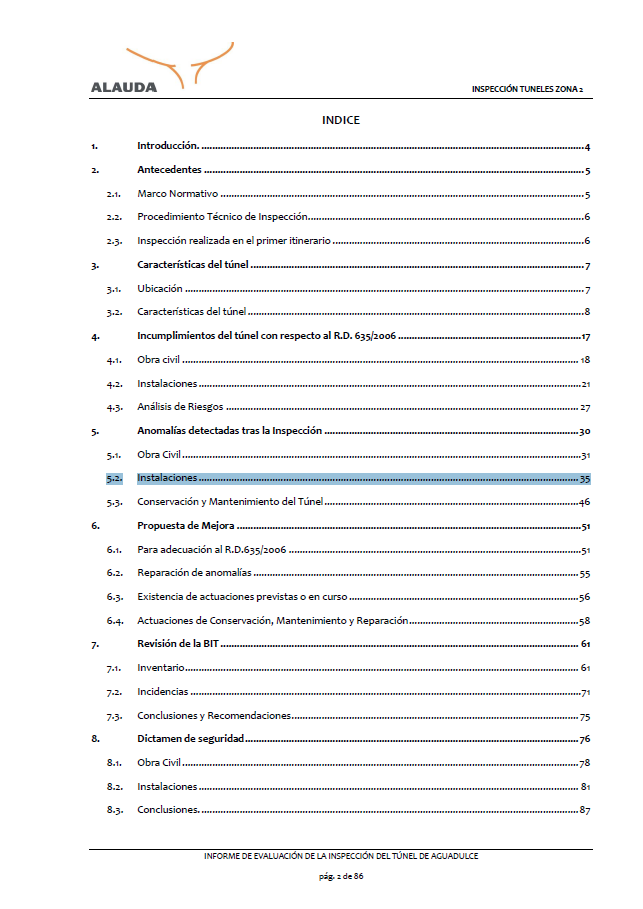 ALAUDA
INSPECCIÓN TUNELES ZONA 2
INDICE
1. Introducción. 4
2. Antecedentes 5
2.1. Marco Normativo 5
2.2. Procedimiento Técnico de Inspección 6
2.3. Inspección realizada en el primer itinerario 6
3. Características del túnel 7
3.1. Ubicación 7
3.2. Características del túnel 8
4. Incumplimientos del túnel con respecto al R.D. 635/2006 17
4.1. Obra civil 18
4.2. Instalaciones 21
4.3. Análisis de Riesgos 27
5. Anomalías detectadas tras la Inspección 30
5.1. Obra Civil 31
5.2. Instalaciones 35
5.3. Conservación y Mantenimiento del Túnel 46
6. Propuesta de Mejora 51
6.1. Para adecuación al R.D.635/2006 51
6.2. Reparación de anomalías 55
6.3. Existencia de actuaciones previstas o en curso 56
6.4. Actuaciones de Conservación, Mantenimiento y Reparación 58
7. Revisión de la BIT 61
7.1. Inventario 61
7.2. Incidencias 71
7.3. Conclusiones y Recomendaciones 75
8. Dictamen de seguridad 76
8.1. Obra Civil 78
8.2. Instalaciones 81
8.3. Conclusiones. 87
INFORME DE EVALUACIÓN DE LA INSPECCIÓN DEL TÚNEL DE AGUADULCE
pág. 2 de 86